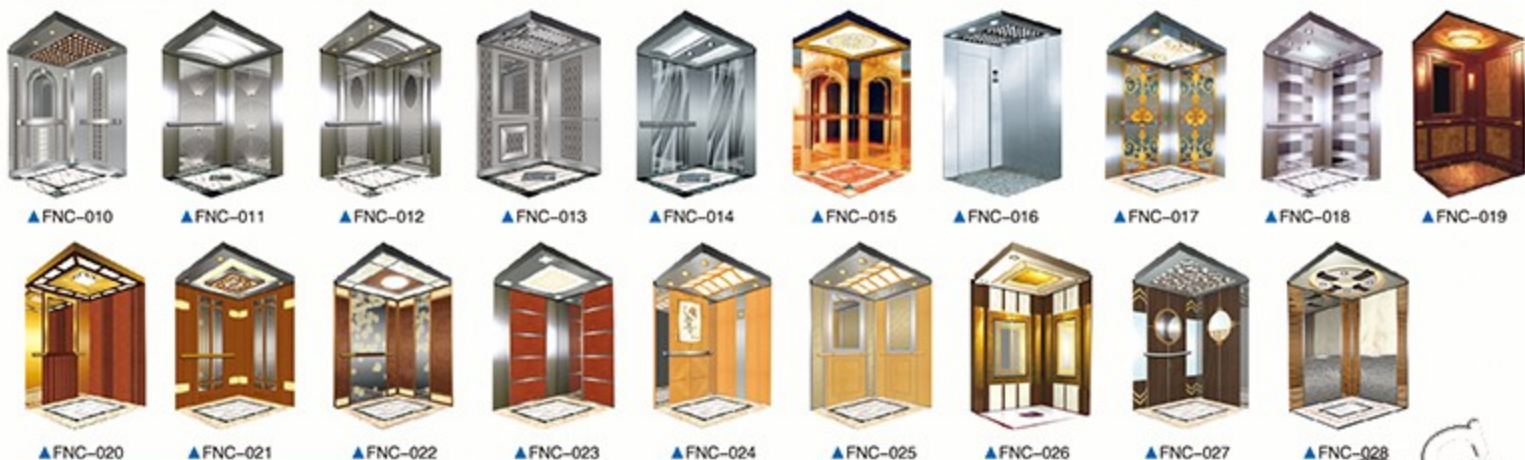 ▲FNC-010 ▲FNC-011 ▲FNC-012 ▲FNC-013 ▲FNC-014 ▲FNC-015 ▲FNC-016 ▲FNC-017 ▲FNC-018 ▲FNC-019
▲FNC-020 ▲FNC-021 ▲FNC-022 ▲FNC-023 ▲FNC-024 ▲FNC-025 ▲FNC-026 ▲FNC-027 ▲FNC-028